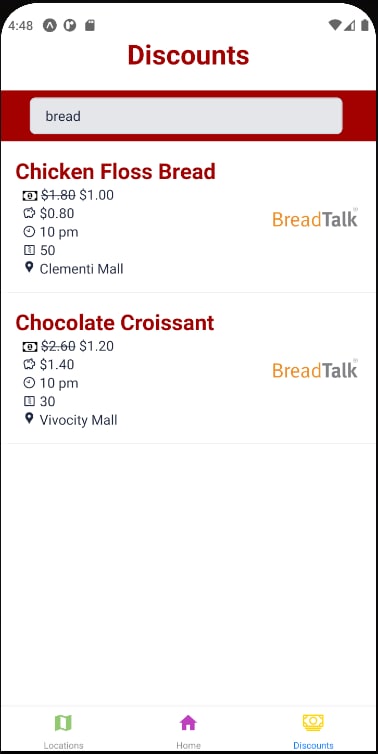 4:48
Discounts
bread
Chicken Floss Bread
$1.80 $1.00
$0.80
10 pm
50
Clementi Mall
BreadTalk®
Chocolate Croissant
$2.60 $1.20
$1.40
10 pm
30
Vivocity Mall
BreadTalk®
Locations
Home
Discounts